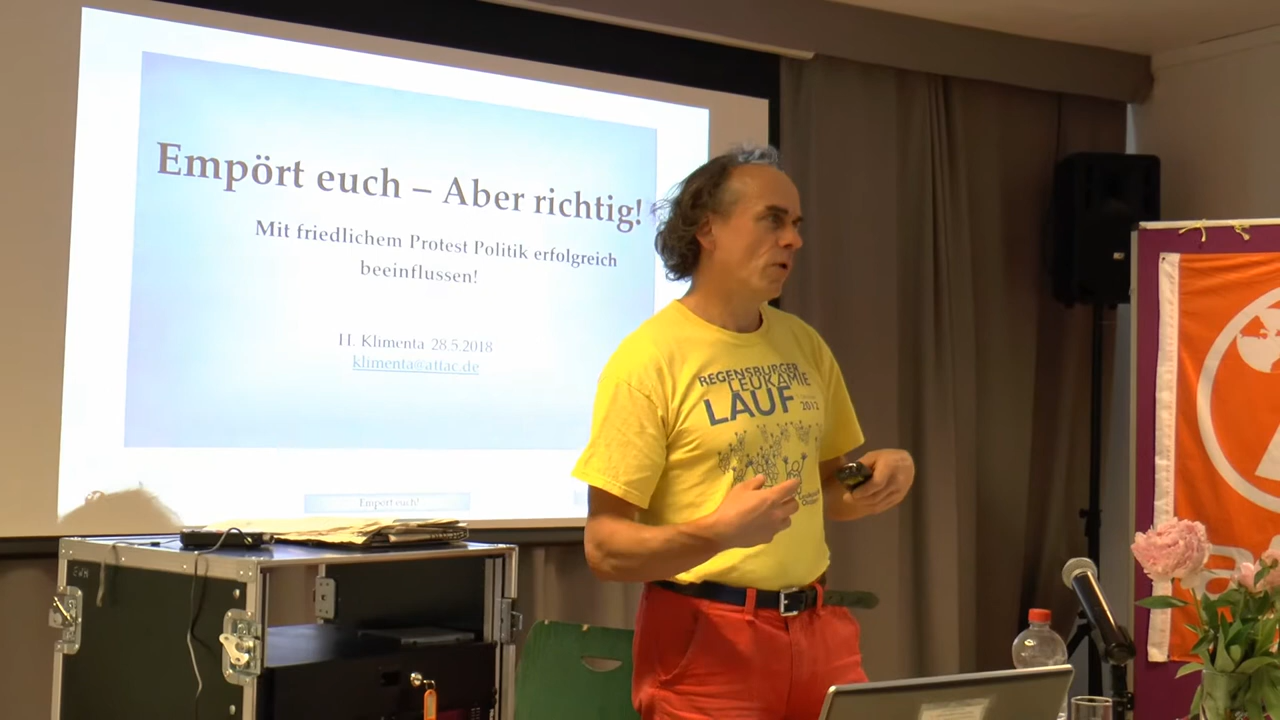 Empört euch – Aber richtig!
Mit friedlichem Protest Politik erfolgreich
beeinflussen!
H. Klimenta 28.5.2018
klimenta@attac.de
Empört euch!
REGENSBURGER
LEUKÄMIE
LAUF
2012
EWH